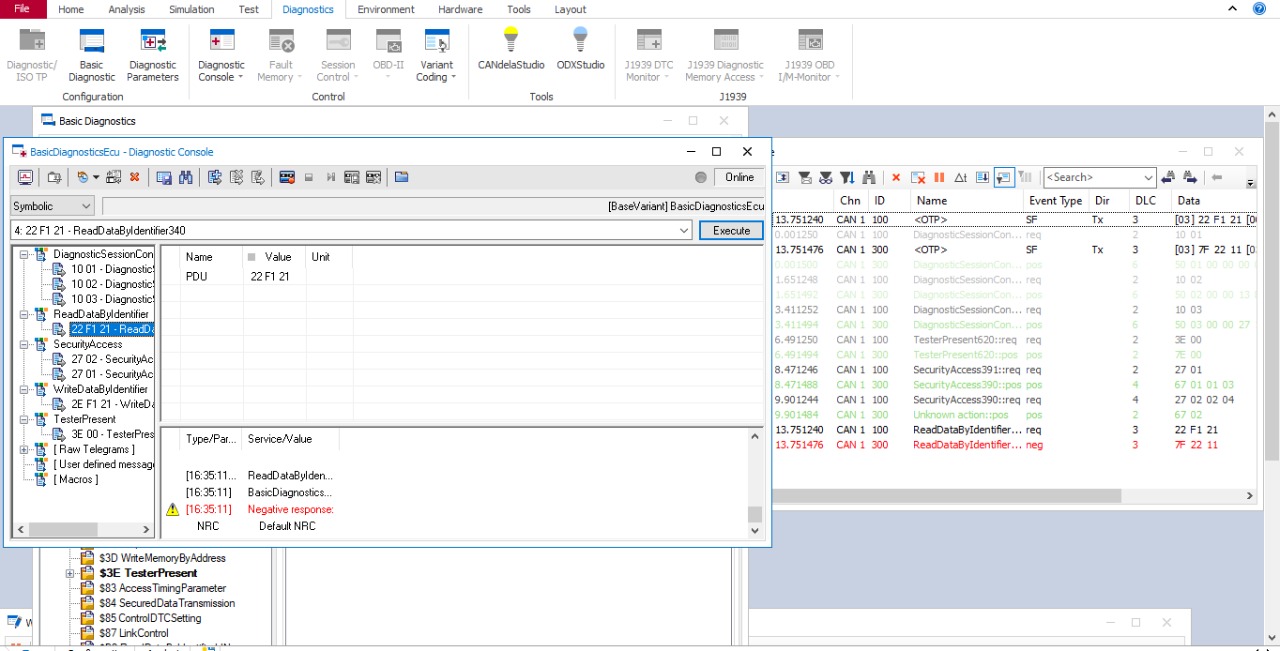 File Home Analysis Simulation Test Diagnostics Environment Hardware Tools Layout
Diagnostic/ ISO TP
Basic Diagnostic
Diagnostic Parameters
Diagnostic Console
Fault Memory
Session Control
OBD-II
Variant Coding
CANdelaStudio
ODXStudio
J1939 DTC Monitor
J1939 Diagnostic Memory Access
J1939 OBD I/M-Monitor
Configuration Control Tools J1939
Basic Diagnostics
BasicDiagnosticsEcu - Diagnostic Console
Online
Symbolic
[BaseVariant] BasicDiagnosticsEcu
4: 22 F1 21 - ReadDataByIdentifier340
Execute
DiagnosticSessionCon
10 01 - Diagnostic
10 02 - Diagnostic
10 03 - Diagnostic
ReadDataByIdentifier
22 F1 21 - ReadDa
SecurityAccess
27 02 - SecurityAc
27 01 - SecurityAc
WriteDataByIdentifier
2E F1 21 - WriteDa
TesterPresent
3E 00 - TesterPres
[ Raw Telegrams ]
[ User defined messag
[ Macros ]
Name Value Unit
PDU 22 F1 21
Type/Par... Service/Value
[16:35:11... ReadDataByIden...
[16:35:11] BasicDiagnostics...
[16:35:11] Negative response:
NRC Default NRC
<Search>
Chn ID Name Event Type Dir DLC Data
13.751240 CAN 1 100 <OTP> SF Tx 3 [03] 22 F1 21 [0
0.001250 CAN 1 100 DiagnosticSessionCon... req 2 10 01
13.751476 CAN 1 300 <OTP> SF Tx 3 [03] 7F 22 11 [0
0.001500 CAN 1 300 DiagnosticSessionCon... pos 6 50 01 00 00 00
1.651248 CAN 1 100 DiagnosticSessionCon... req 2 10 02
1.651492 CAN 1 300 DiagnosticSessionCon... pos 6 50 02 00 00 13
3.411252 CAN 1 100 DiagnosticSessionCon... req 2 10 03
3.411494 CAN 1 300 DiagnosticSessionCon... pos 6 50 03 00 00 27
6.491250 CAN 1 100 TesterPresent620::req req 2 3E 00
6.491494 CAN 1 300 TesterPresent620::pos pos 2 7E 00
8.471246 CAN 1 100 SecurityAccess391::req req 2 27 01
8.471488 CAN 1 300 SecurityAccess390::pos pos 4 67 01 01 03
9.901244 CAN 1 100 SecurityAccess390::req req 4 27 02 02 04
9.901484 CAN 1 300 Unknown action::pos pos 2 67 02
13.751240 CAN 1 100 ReadDataByIdentifier... req 3 22 F1 21
13.751476 CAN 1 300 ReadDataByIdentifier... neg 3 7F 22 11
$3D WriteMemoryByAddress
$3E TesterPresent
$83 AccessTimingParameter
$84 SecuredDataTransmission
$85 ControlDTCSetting
$87 LinkControl